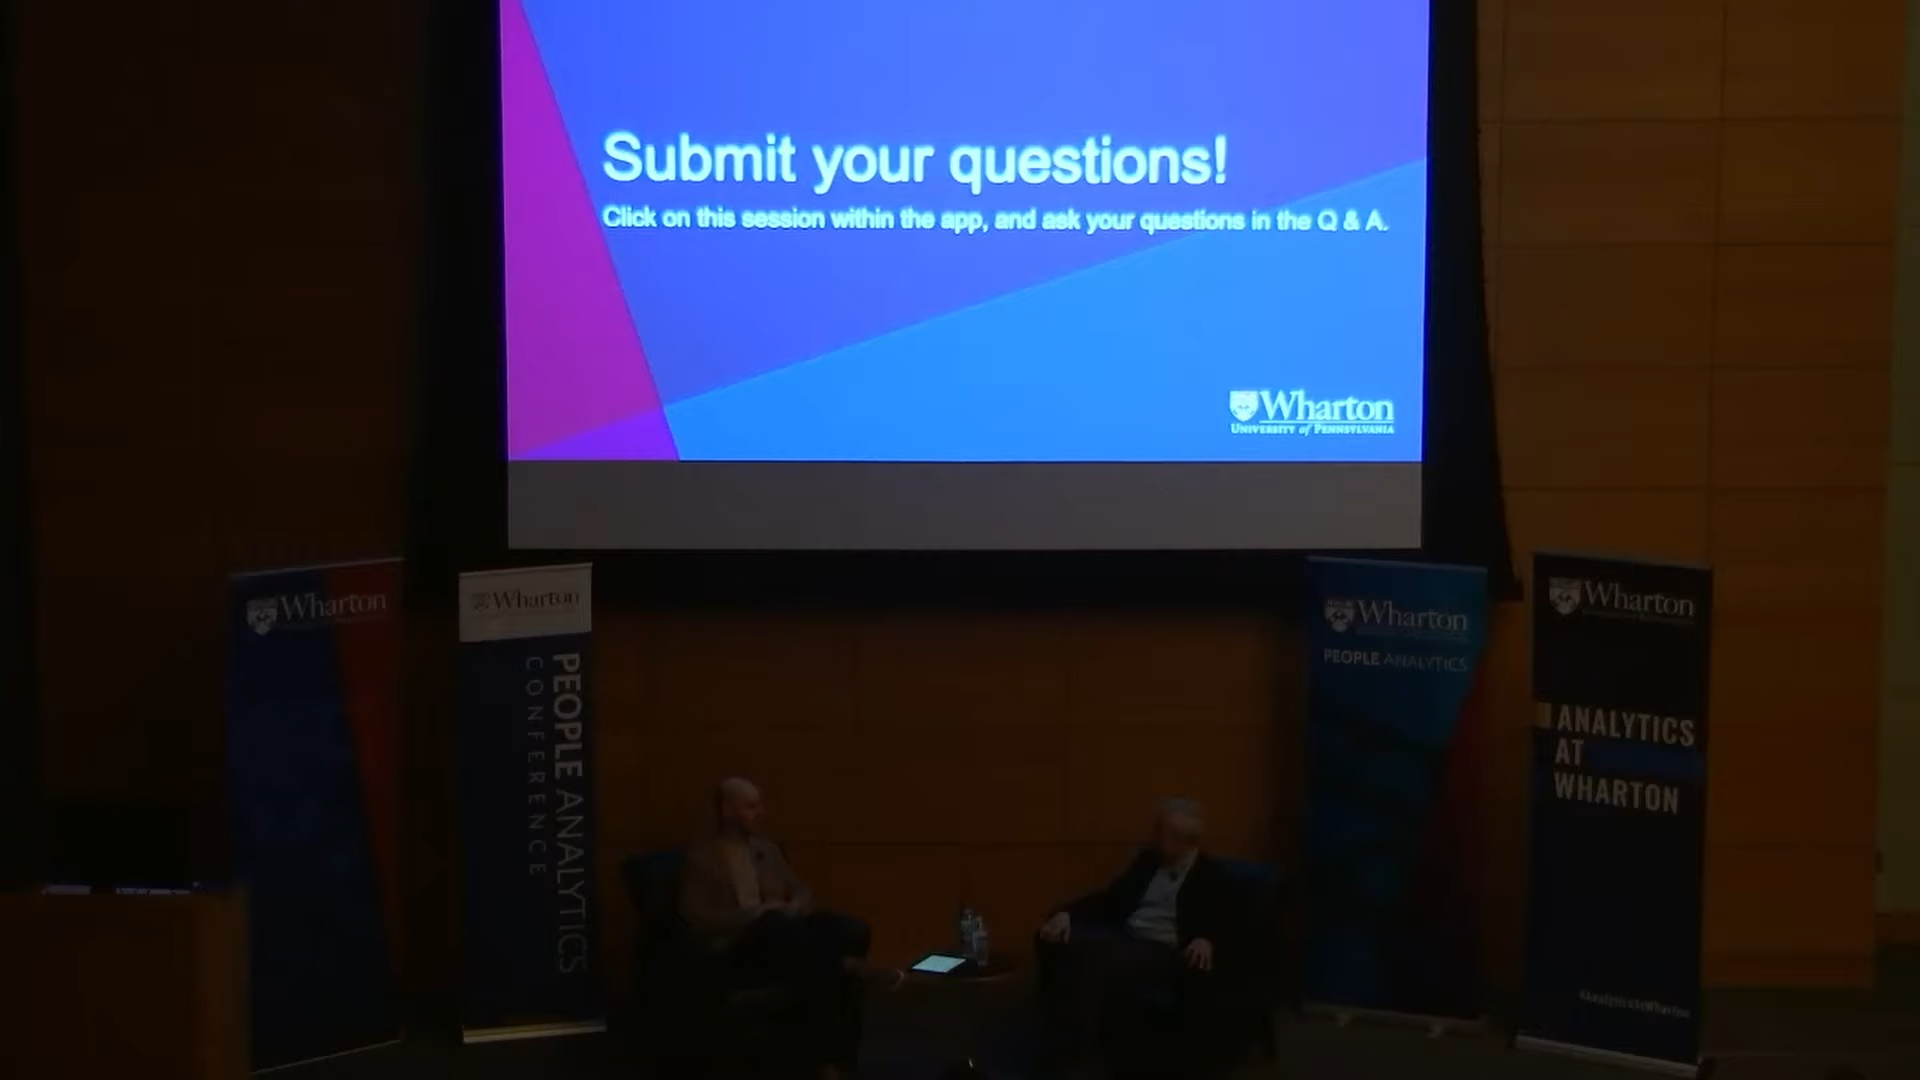 Submit your questions!
Click on this session within the app, and ask your questions in the Q & A.
Wharton
UNIVERSITY of PENNSYLVANIA
Wharton
Wharton
PEOPLE ANALYTICS
CONFERENCE
Wharton
PEOPLE ANALYTICS
Wharton
ANALYTICS
AT
WHARTON